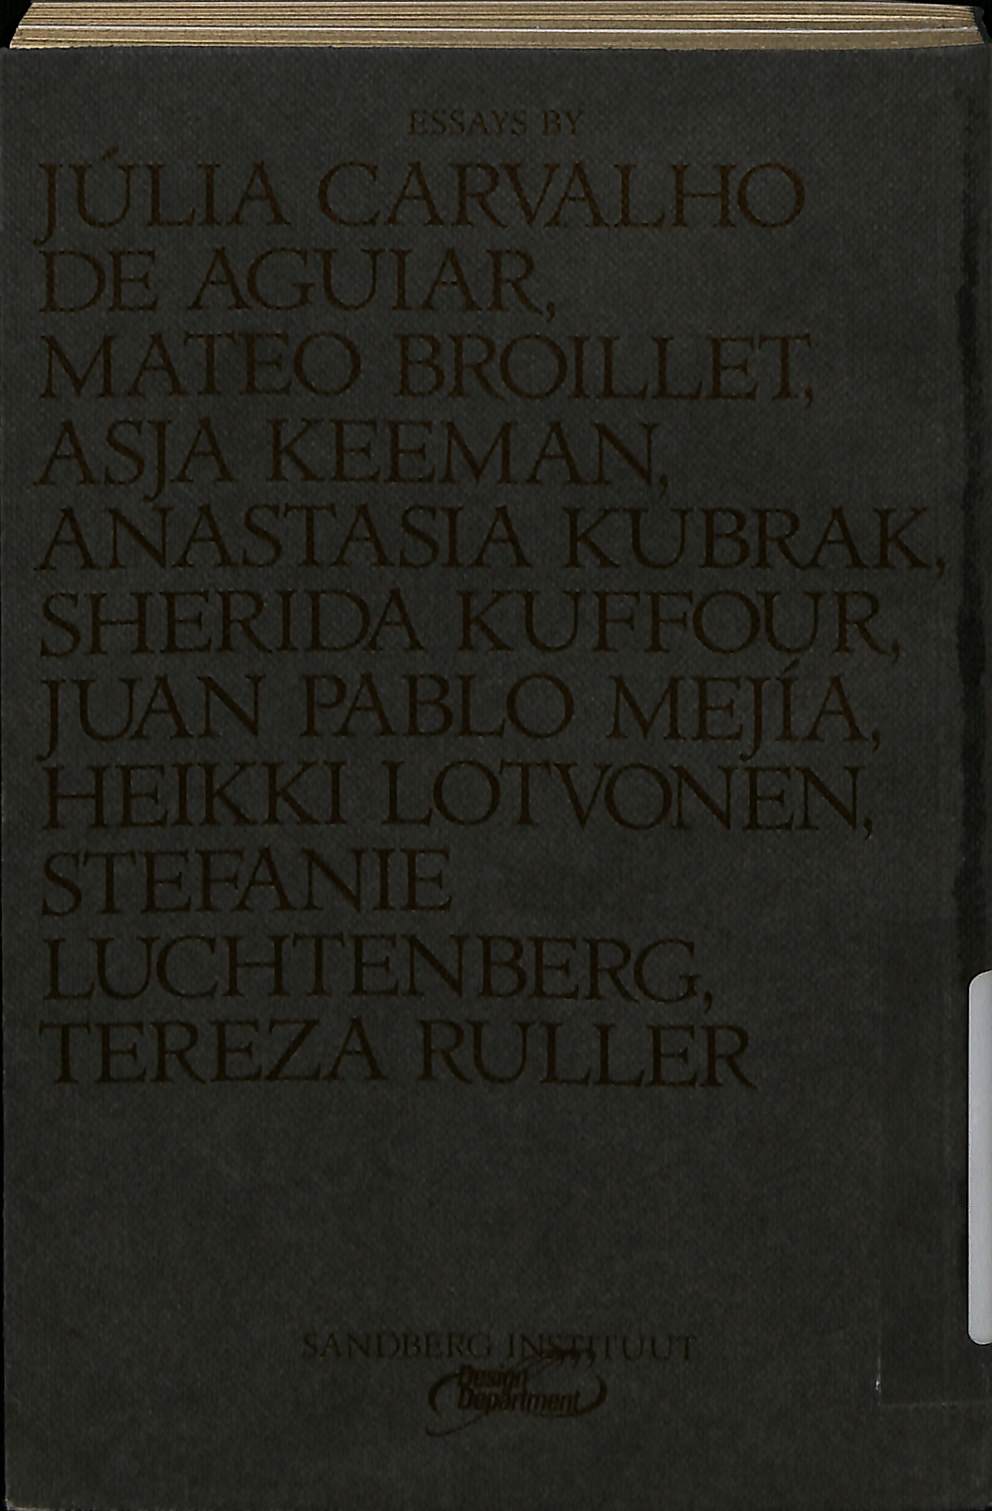 ESSAYS BY
JÚLIA CARVALHO
DE AGUIAR,
MATEO BROILLET,
ASJA KEEMAN,
ANASTASIA KUBRAK,
SHERIDA KUFFOUR,
JUAN PABLO MEJÍA,
HEIKKI LOTVONEN,
STEFANIE
LUCHTENBERG,
TEREZA RULLER
SANDBERG INSTITUUT
Design
Department